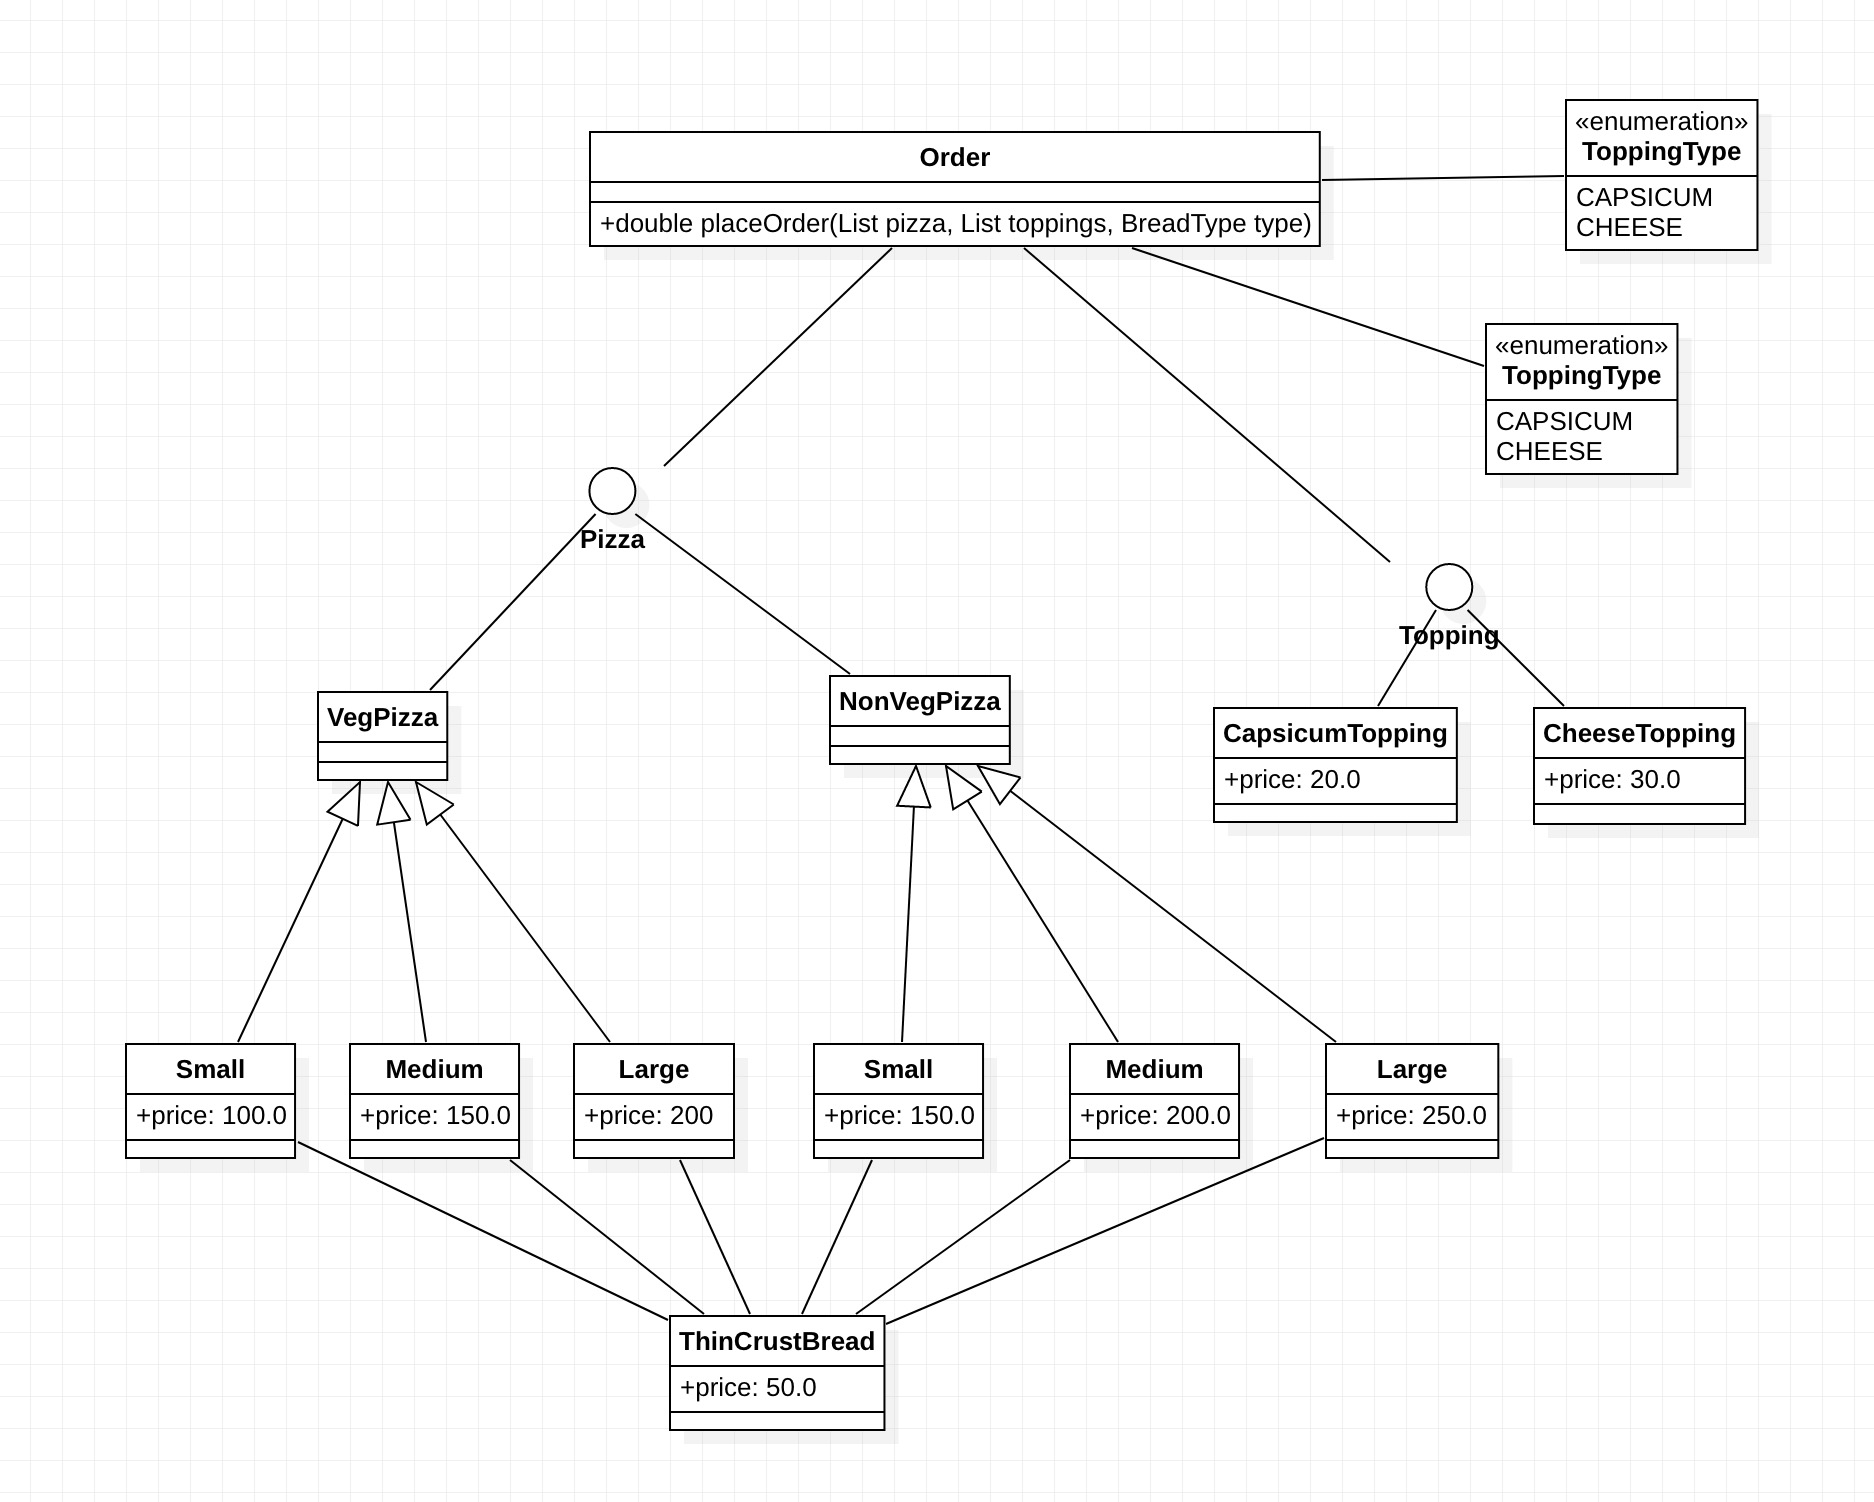 «enumeration»
ToppingType
CAPSICUM
CHEESE
Order
+double placeOrder(List pizza, List toppings, BreadType type)
«enumeration»
ToppingType
CAPSICUM
CHEESE
Pizza
Topping
VegPizza
NonVegPizza
CapsicumTopping
+price: 20.0
CheeseTopping
+price: 30.0
Small
+price: 100.0
Medium
+price: 150.0
Large
+price: 200
Small
+price: 150.0
Medium
+price: 200.0
Large
+price: 250.0
ThinCrustBread
+price: 50.0